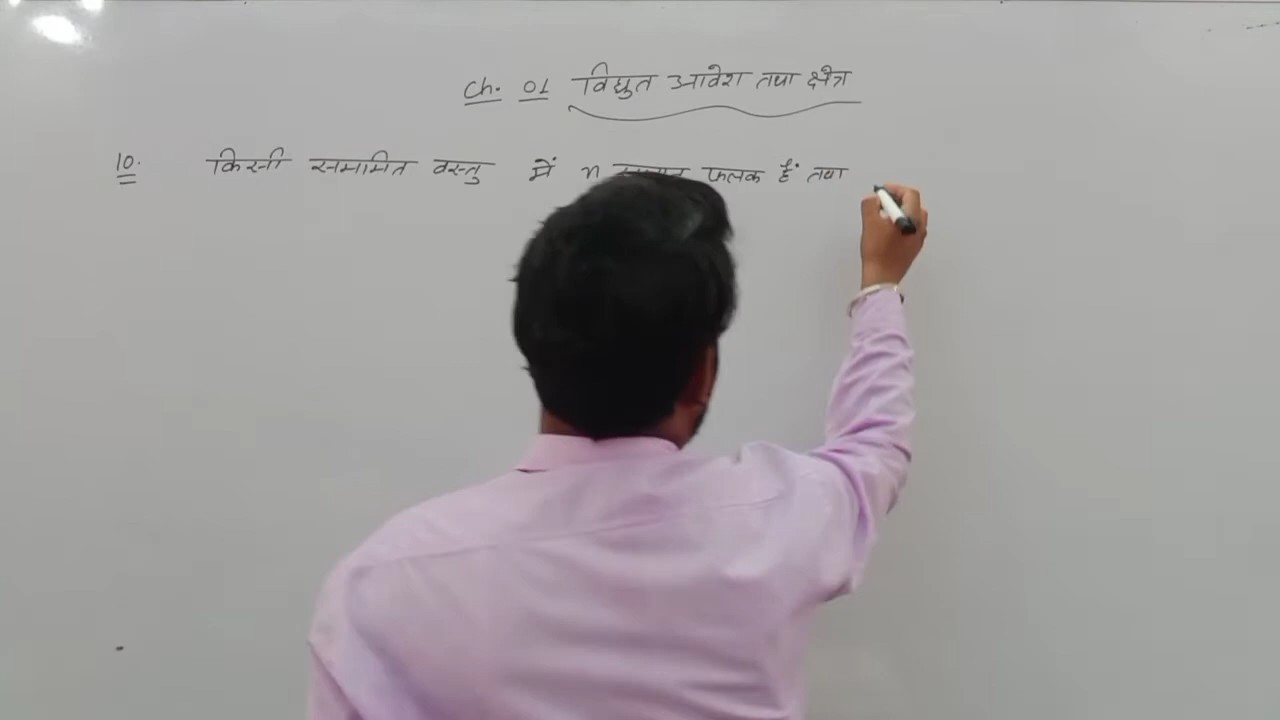 Ch. 01 विद्युत आवेश तथा क्षेत्र
10. किसी सममित वस्तु में n समान फलक हैं तथा